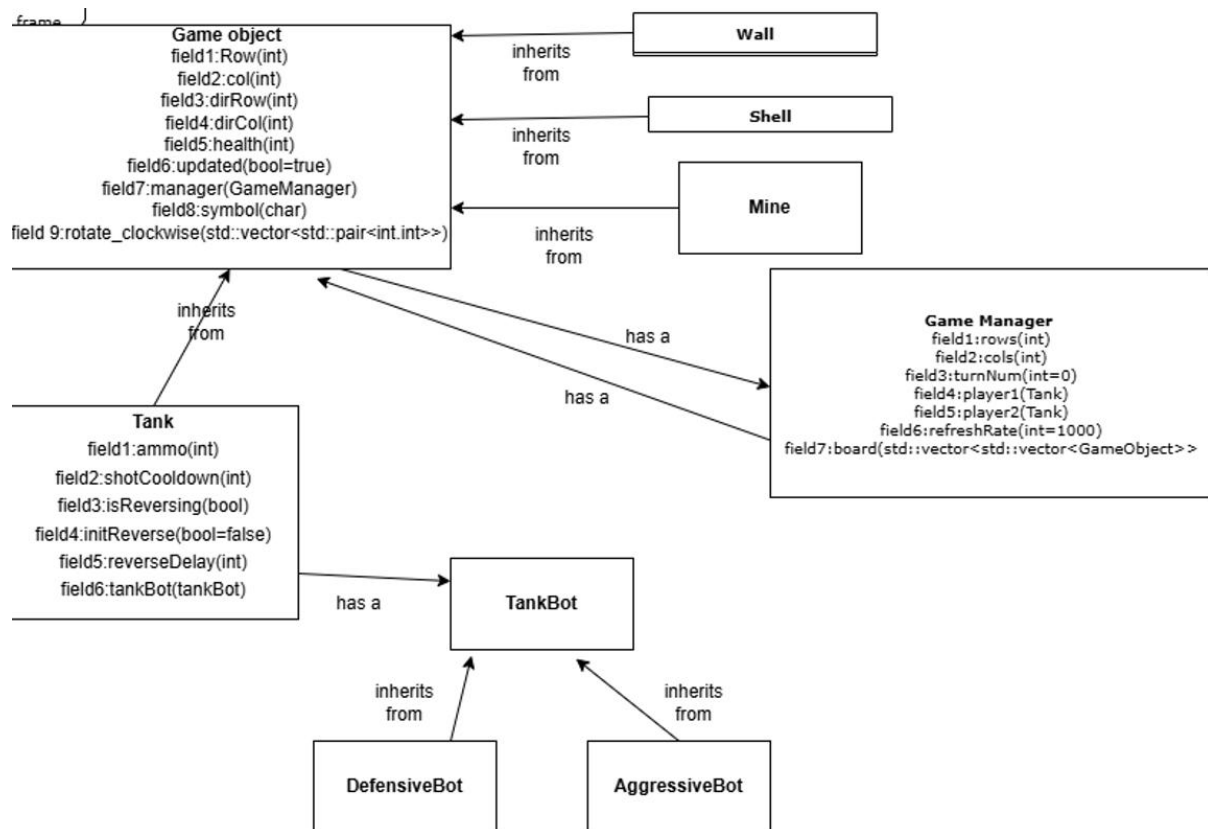 frame
Game object
field1:Row(int)
field2:col(int)
field3:dirRow(int)
field4:dirCol(int)
field5:health(int)
field6:updated(bool=true)
field7:manager(GameManager)
field8:symbol(char)
field 9:rotate_clockwise(std::vector<std::pair<int.int>>)
Wall
inherits
from
Shell
inherits
from
Mine
inherits
from
inherits
from
has a
has a
Game Manager
field1:rows(int)
field2:cols(int)
field3:turnNum(int=0)
field4:player1(Tank)
field5:player2(Tank)
field6:refreshRate(int=1000)
field7:board(std::vector<std::vector<GameObject>>
Tank
field1:ammo(int)
field2:shotCooldown(int)
field3:isReversing(bool)
field4:initReverse(bool=false)
field5:reverseDelay(int)
field6:tankBot(tankBot)
has a
TankBot
inherits
from
inherits
from
DefensiveBot
AggressiveBot